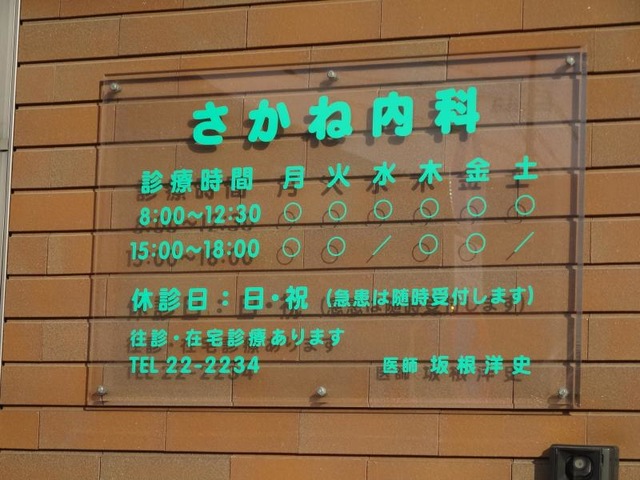 さかね内科
診療時間 月 火 水 木 金 土
8:00～12:30 ○ ○ ○ ○ ○ ○
15:00～18:00 ○ ○ ／ ○ ○ ／
休診日：日・祝（急患は随時受付します）
往診・在宅診療あります
TEL 22-2234 医師 坂根洋史